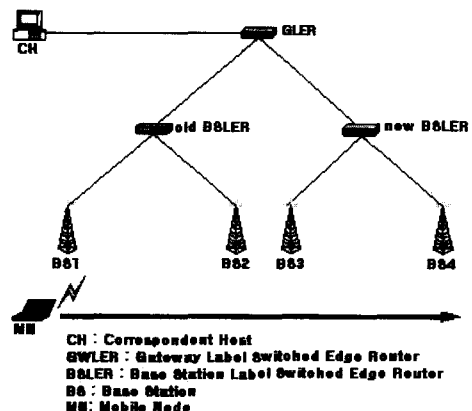 GLER
CH
old BSLER
new BSLER
BS1
BS2
BS3
BS4
MN
CH : Correspondent Host
GWLER : Gateway Label Switched Edge Router
BSLER : Base Station Label Switched Edge Router
BS : Base Station
MN: Mobile Node